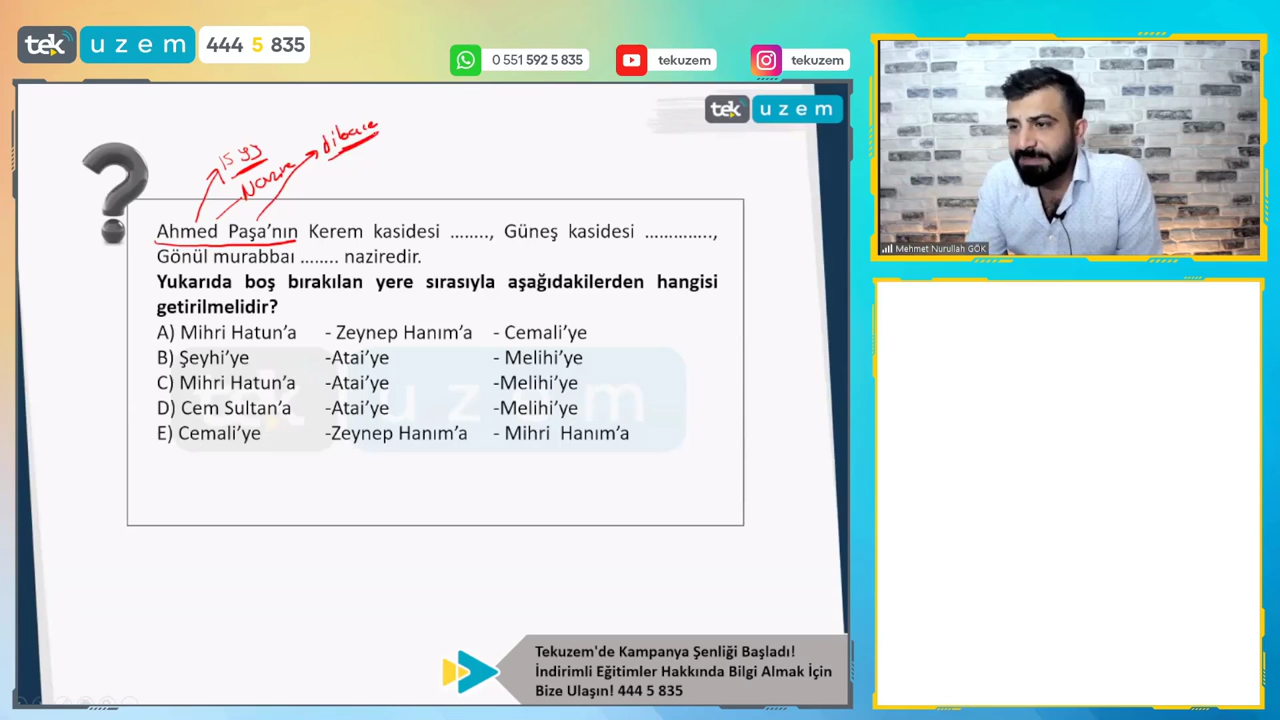 tek uzem 444 5 835
0 551 592 5 835
tekuzem
tekuzem
tek uzem
15 yy
Nazire
dibace
Ahmed Paşa’nın Kerem kasidesi ........, Güneş kasidesi .............,
Gönül murabbaı ........ naziredir.
Yukarıda boş bırakılan yere sırasıyla aşağıdakilerden hangisi
getirilmelidir?
A) Mihri Hatun’a - Zeynep Hanım’a - Cemali’ye
B) Şeyhi’ye -Atai’ye - Melihi’ye
C) Mihri Hatun’a -Atai’ye -Melihi’ye
D) Cem Sultan’a -Atai’ye -Melihi’ye
E) Cemali’ye -Zeynep Hanım’a - Mihri Hanım’a
tek uzem
Mehmet Nurullah GÖK
Tekuzem'de Kampanya Şenliği Başladı!
İndirimli Eğitimler Hakkında Bilgi Almak İçin
Bize Ulaşın! 444 5 835